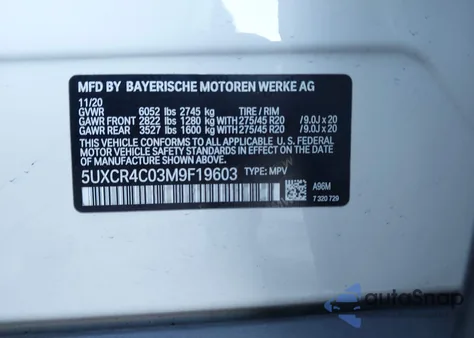 MFD BY BAYERISCHE MOTOREN WERKE AG
11/20
GVWR 6052 lbs 2745 kg TIRE / RIM
GAWR FRONT 2822 lbs 1280 kg WITH 275/45 R20 / 9.0J x 20
GAWR REAR 3527 lbs 1600 kg WITH 275/45 R20 / 9.0J x 20
THIS VEHICLE CONFORMS TO ALL APPLICABLE
U.S. FEDERAL MOTOR VEHICLE SAFETY STANDARDS
IN EFFECT ON THE DATE OF MANUFACTURE SHOWN ABOVE.
5UXCR4C03M9F19603 TYPE: MPV
A96M
7 320 729
autoSnap